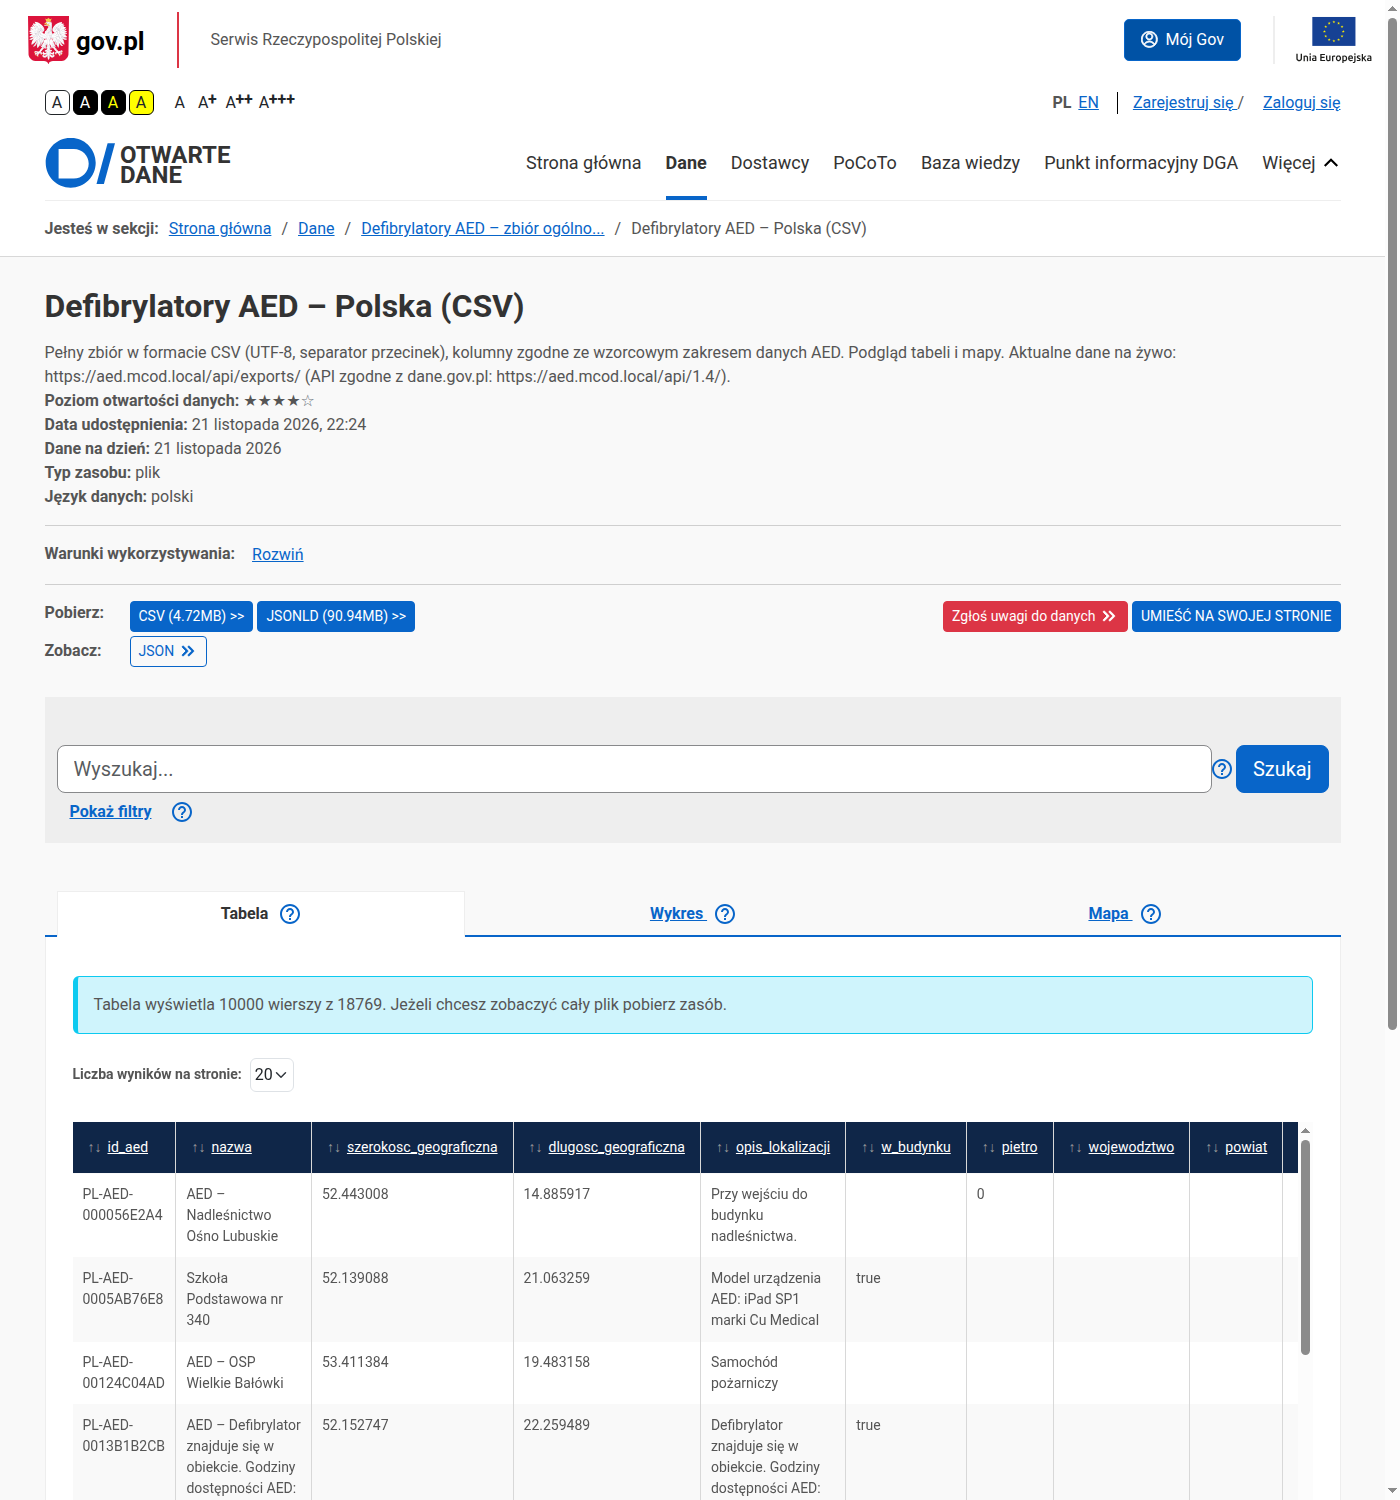 gov.pl
Serwis Rzeczypospolitej Polskiej
Mój Gov
Unia Europejska
A A A A A A+ A++ A+++
PL EN Zarejestruj się / Zaloguj się
OTWARTE
DANE
Strona główna Dane Dostawcy PoCoTo Baza wiedzy Punkt informacyjny DGA Więcej
Jesteś w sekcji: Strona główna / Dane / Defibrylatory AED – zbiór ogólno... / Defibrylatory AED – Polska (CSV)
Defibrylatory AED – Polska (CSV)
Pełny zbiór w formacie CSV (UTF-8, separator przecinek), kolumny zgodne ze wzorcowym zakresem danych AED. Podgląd tabeli i mapy. Aktualne dane na żywo:
https://aed.mcod.local/api/exports/ (API zgodne z dane.gov.pl: https://aed.mcod.local/api/1.4/).
Poziom otwartości danych: ★★★★☆
Data udostępnienia: 21 listopada 2026, 22:24
Dane na dzień: 21 listopada 2026
Typ zasobu: plik
Język danych: polski
Warunki wykorzystywania: Rozwiń
Pobierz: CSV (4.72MB) >> JSONLD (90.94MB) >> Zgłoś uwagi do danych UMIEŚĆ NA SWOJEJ STRONIE
Zobacz: JSON
Wyszukaj... ? Szukaj
Pokaż filtry ?
Tabela ? Wykres ? Mapa ?
Tabela wyświetla 10000 wierszy z 18769. Jeżeli chcesz zobaczyć cały plik pobierz zasób.
Liczba wyników na stronie: 20
↑↓ id_aed ↑↓ nazwa ↑↓ szerokosc_geograficzna ↑↓ dlugosc_geograficzna ↑↓ opis_lokalizacji ↑↓ w_budynku ↑↓ pietro ↑↓ wojewodztwo ↑↓ powiat
PL-AED- AED – 52.443008 14.885917 Przy wejściu do 0
000056E2A4 Nadleśnictwo budynku
Ośno Lubuskie nadleśnictwa.
PL-AED- Szkoła 52.139088 21.063259 Model urządzenia true
0005AB76E8 Podstawowa nr AED: iPad SP1
340 marki Cu Medical
PL-AED- AED – OSP 53.411384 19.483158 Samochód
00124C04AD Wielkie Bałówki pożarniczy
PL-AED- AED – Defibrylator 52.152747 22.259489 Defibrylator true
0013B1B2CB znajduje się w znajduje się w
obiekcie. Godziny obiekcie. Godziny
dostępności AED: dostępności AED: